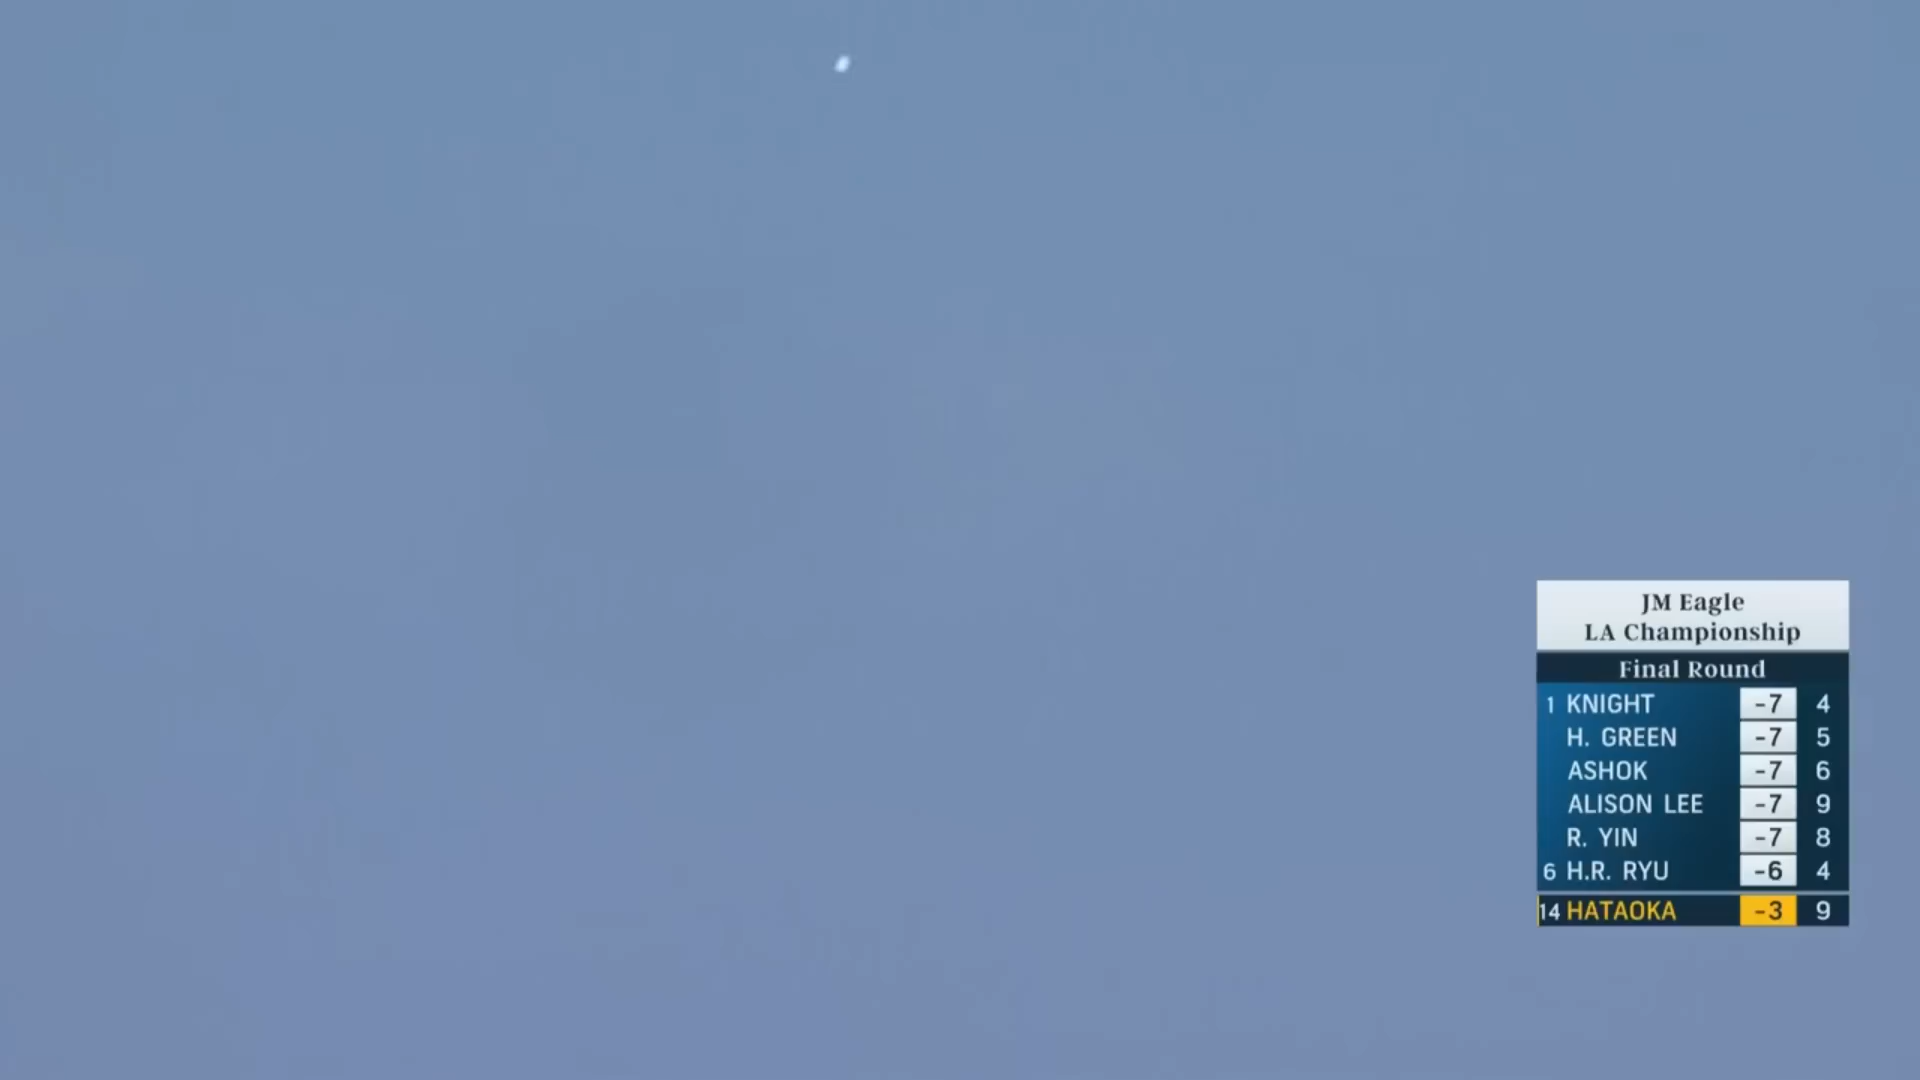 JM Eagle
LA Championship
Final Round
1 KNIGHT -7 4
H. GREEN -7 5
ASHOK -7 6
ALISON LEE -7 9
R. YIN -7 8
6 H.R. RYU -6 4
14 HATAOKA -3 9